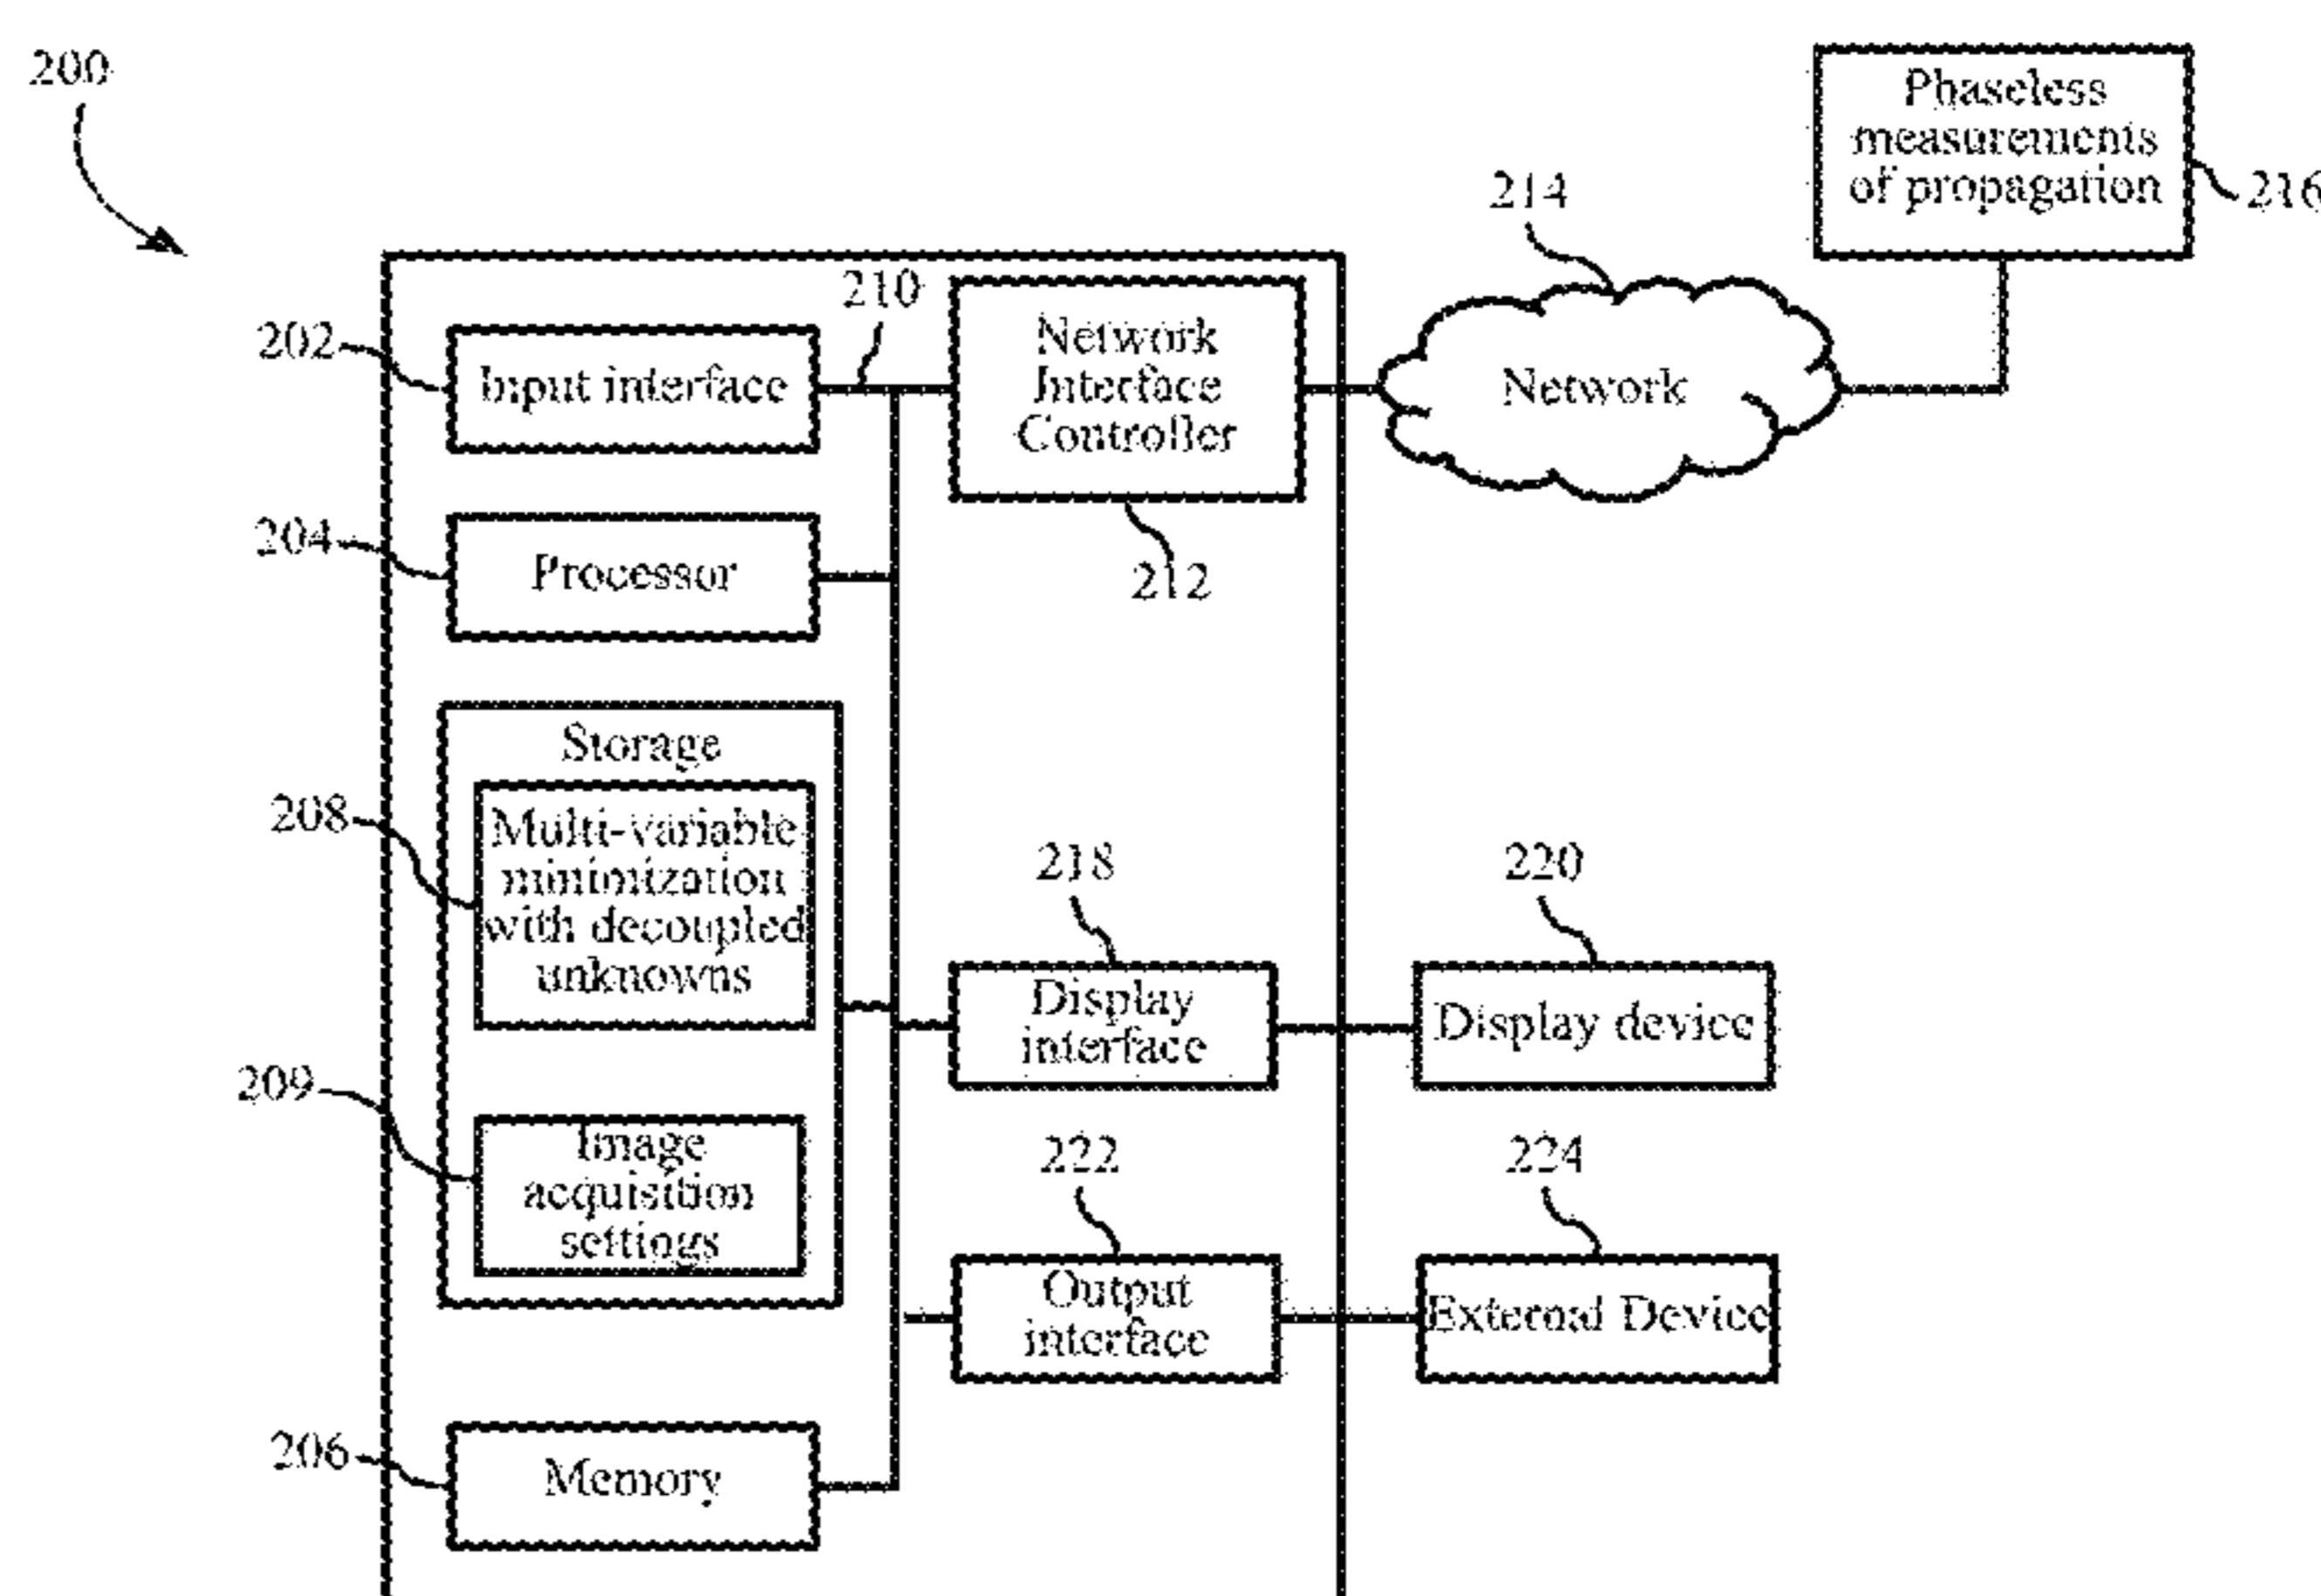 200
Phaseless
measurements
of propagation
216
214
210
202
Input interface
Network
Interface
Controller
Network
204
Processor
212
Storage
208
Multi-variable
minimization
with decoupled
unknowns
218
220
Display
interface
Display device
209
Image
acquisition
settings
222
224
Output
interface
External Device
206
Memory